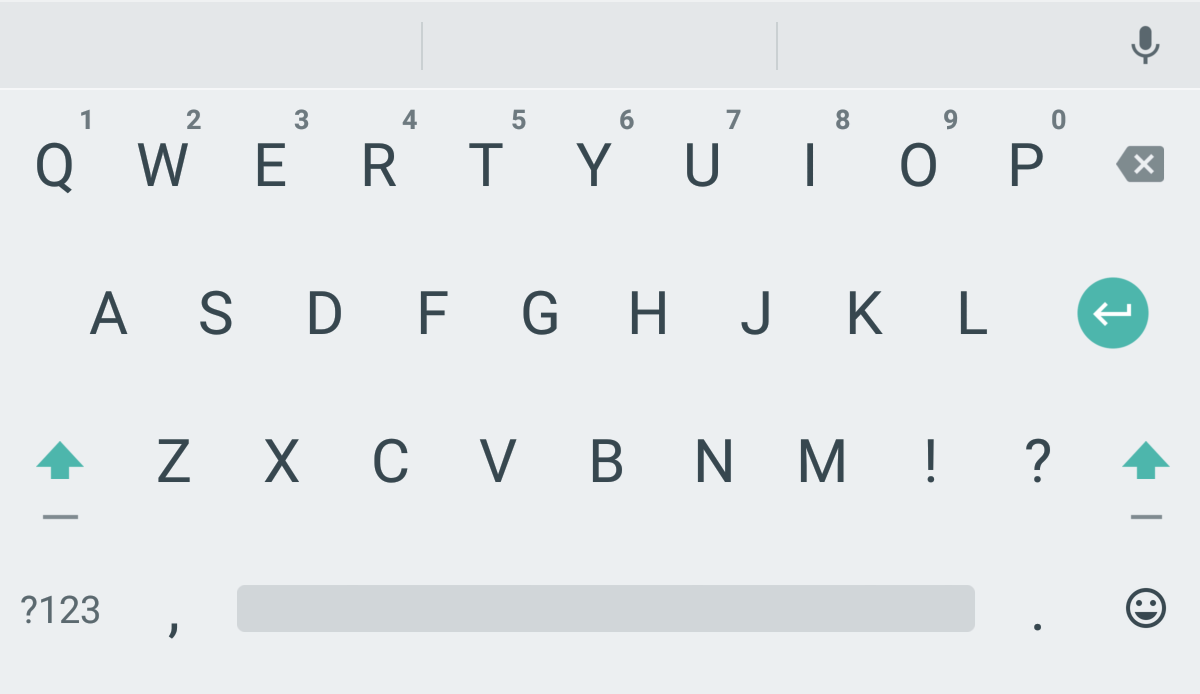 1 2 3 4 5 6 7 8 9 0
Q W E R T Y U I O P
A S D F G H J K L
Z X C V B N M ! ?
?123 , .